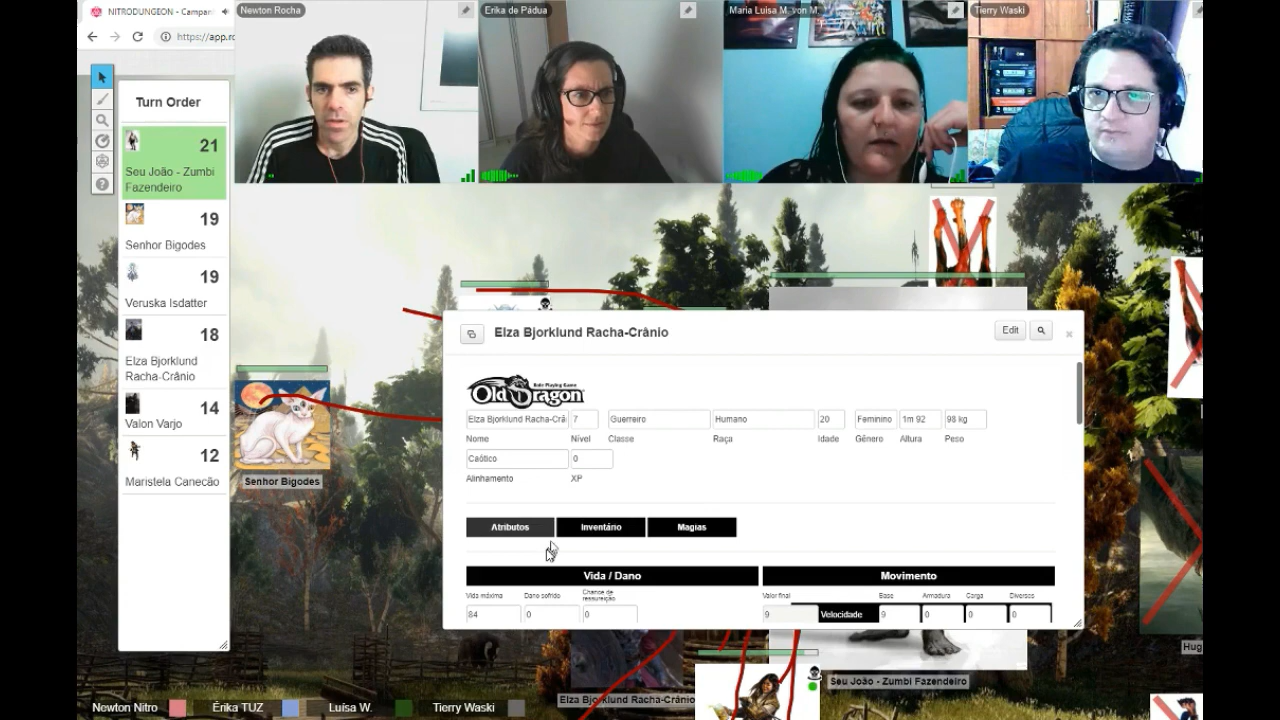 NITRODUNGEON - Campan
https://app.ro
Newton Rocha
Erika de Pádua
Maria Luísa M. von M.
Tierry Waski
Turn Order
21
Seu João - Zumbi
Fazendeiro
19
Senhor Bigodes
19
Veruska Isdatter
18
Elza Bjorklund
Racha-Crânio
14
Valon Varjo
12
Maristela Canecão
Senhor Bigodes
Elza Bjorklund Racha-Crânio
Edit
Role Playing Game
Old Dragon
Elza Bjorklund Racha-Crâ 7 Guerreiro Humano 20 Feminino 1m 92 98 kg
Nome Nível Classe Raça Idade Gênero Altura Peso
Caótico 0
Alinhamento XP
Atributos Inventário Magias
Vida / Dano Movimento
Vida máxima Dano sofrido Chance de ressureição Valor final Base Armadura Carga Diversos
84 0 0 9 Velocidade 9 0 0 0
Hug
Seu João - Zumbi Fazendeiro
Elza Bjorklund Racha-Crânio
Newton Nitro Érika TUZ Luísa W. Tierry Waski